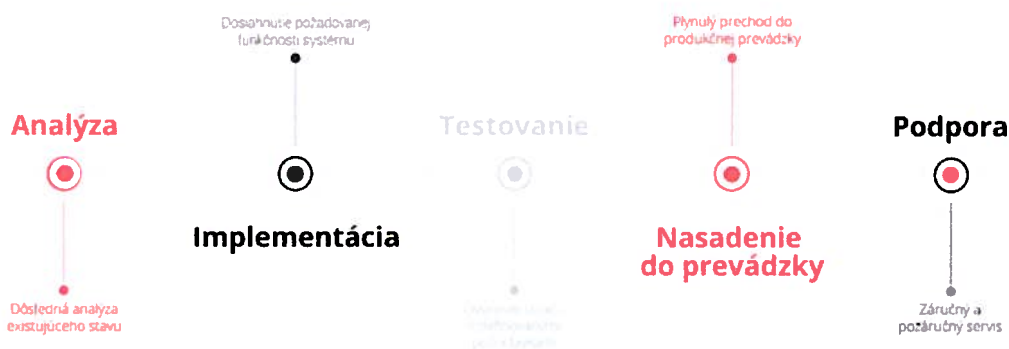 Analýza
Dôsledná analýza
existujúceho stavu
Dosiahnutie požadovanej
funkčnosti systému
Implementácia
Testovanie
Plynulý prechod do
produkčnej prevádzky
Nasadenie
do prevádzky
Podpora
Záručný a
pozáručný servis